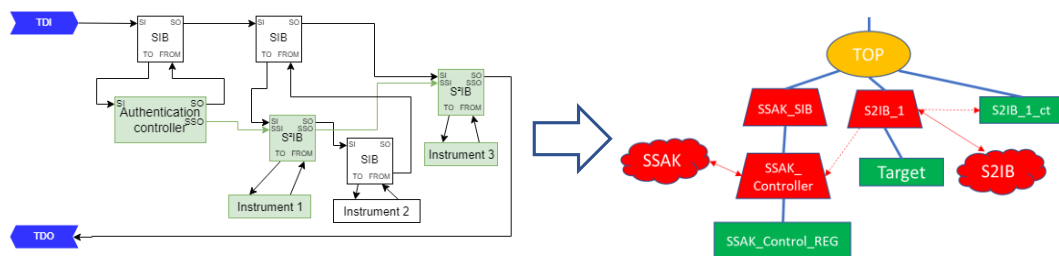 TDI
SI SO
SIB
TO FROM
SI SO
SIB
TO FROM
SI SO
SSI SSO
S²IB
TO FROM
SI SO
Authentication
controller
SSO
SI SO
SSI SSO
S²IB
TO FROM
SI SO
SIB
TO FROM
Instrument 3
Instrument 1
Instrument 2
TDO
TOP
SSAK_SIB
S2IB_1
S2IB_1_ct
SSAK
SSAK_
Controller
Target
S2IB
SSAK_Control_REG